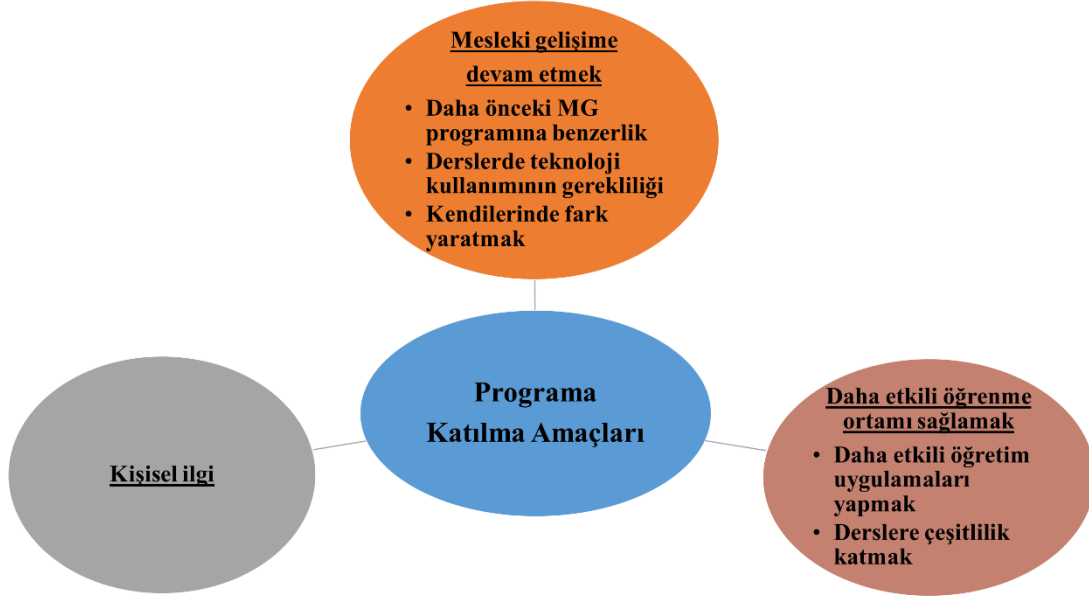 Mesleki gelişime
devam etmek
• Daha önceki MG
programına benzerlik
• Derslerde teknoloji
kullanımının gerekliliği
• Kendilerinde fark
yaratmak
Programa
Katılma Amaçları
Kişisel ilgi
Daha etkili öğrenme
ortamı sağlamak
• Daha etkili öğretim
uygulamaları
yapmak
• Derslere çeşitlilik
katmak